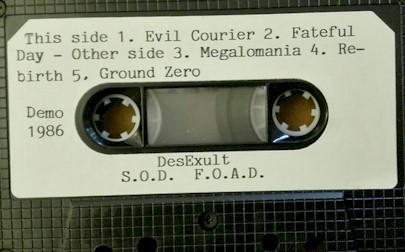 This side 1. Evil Courier 2. Fateful
Day - Other side 3. Megalomania 4. Re-
birth 5. Ground Zero
Demo
1986
DesExult
S.O.D. F.O.A.D.